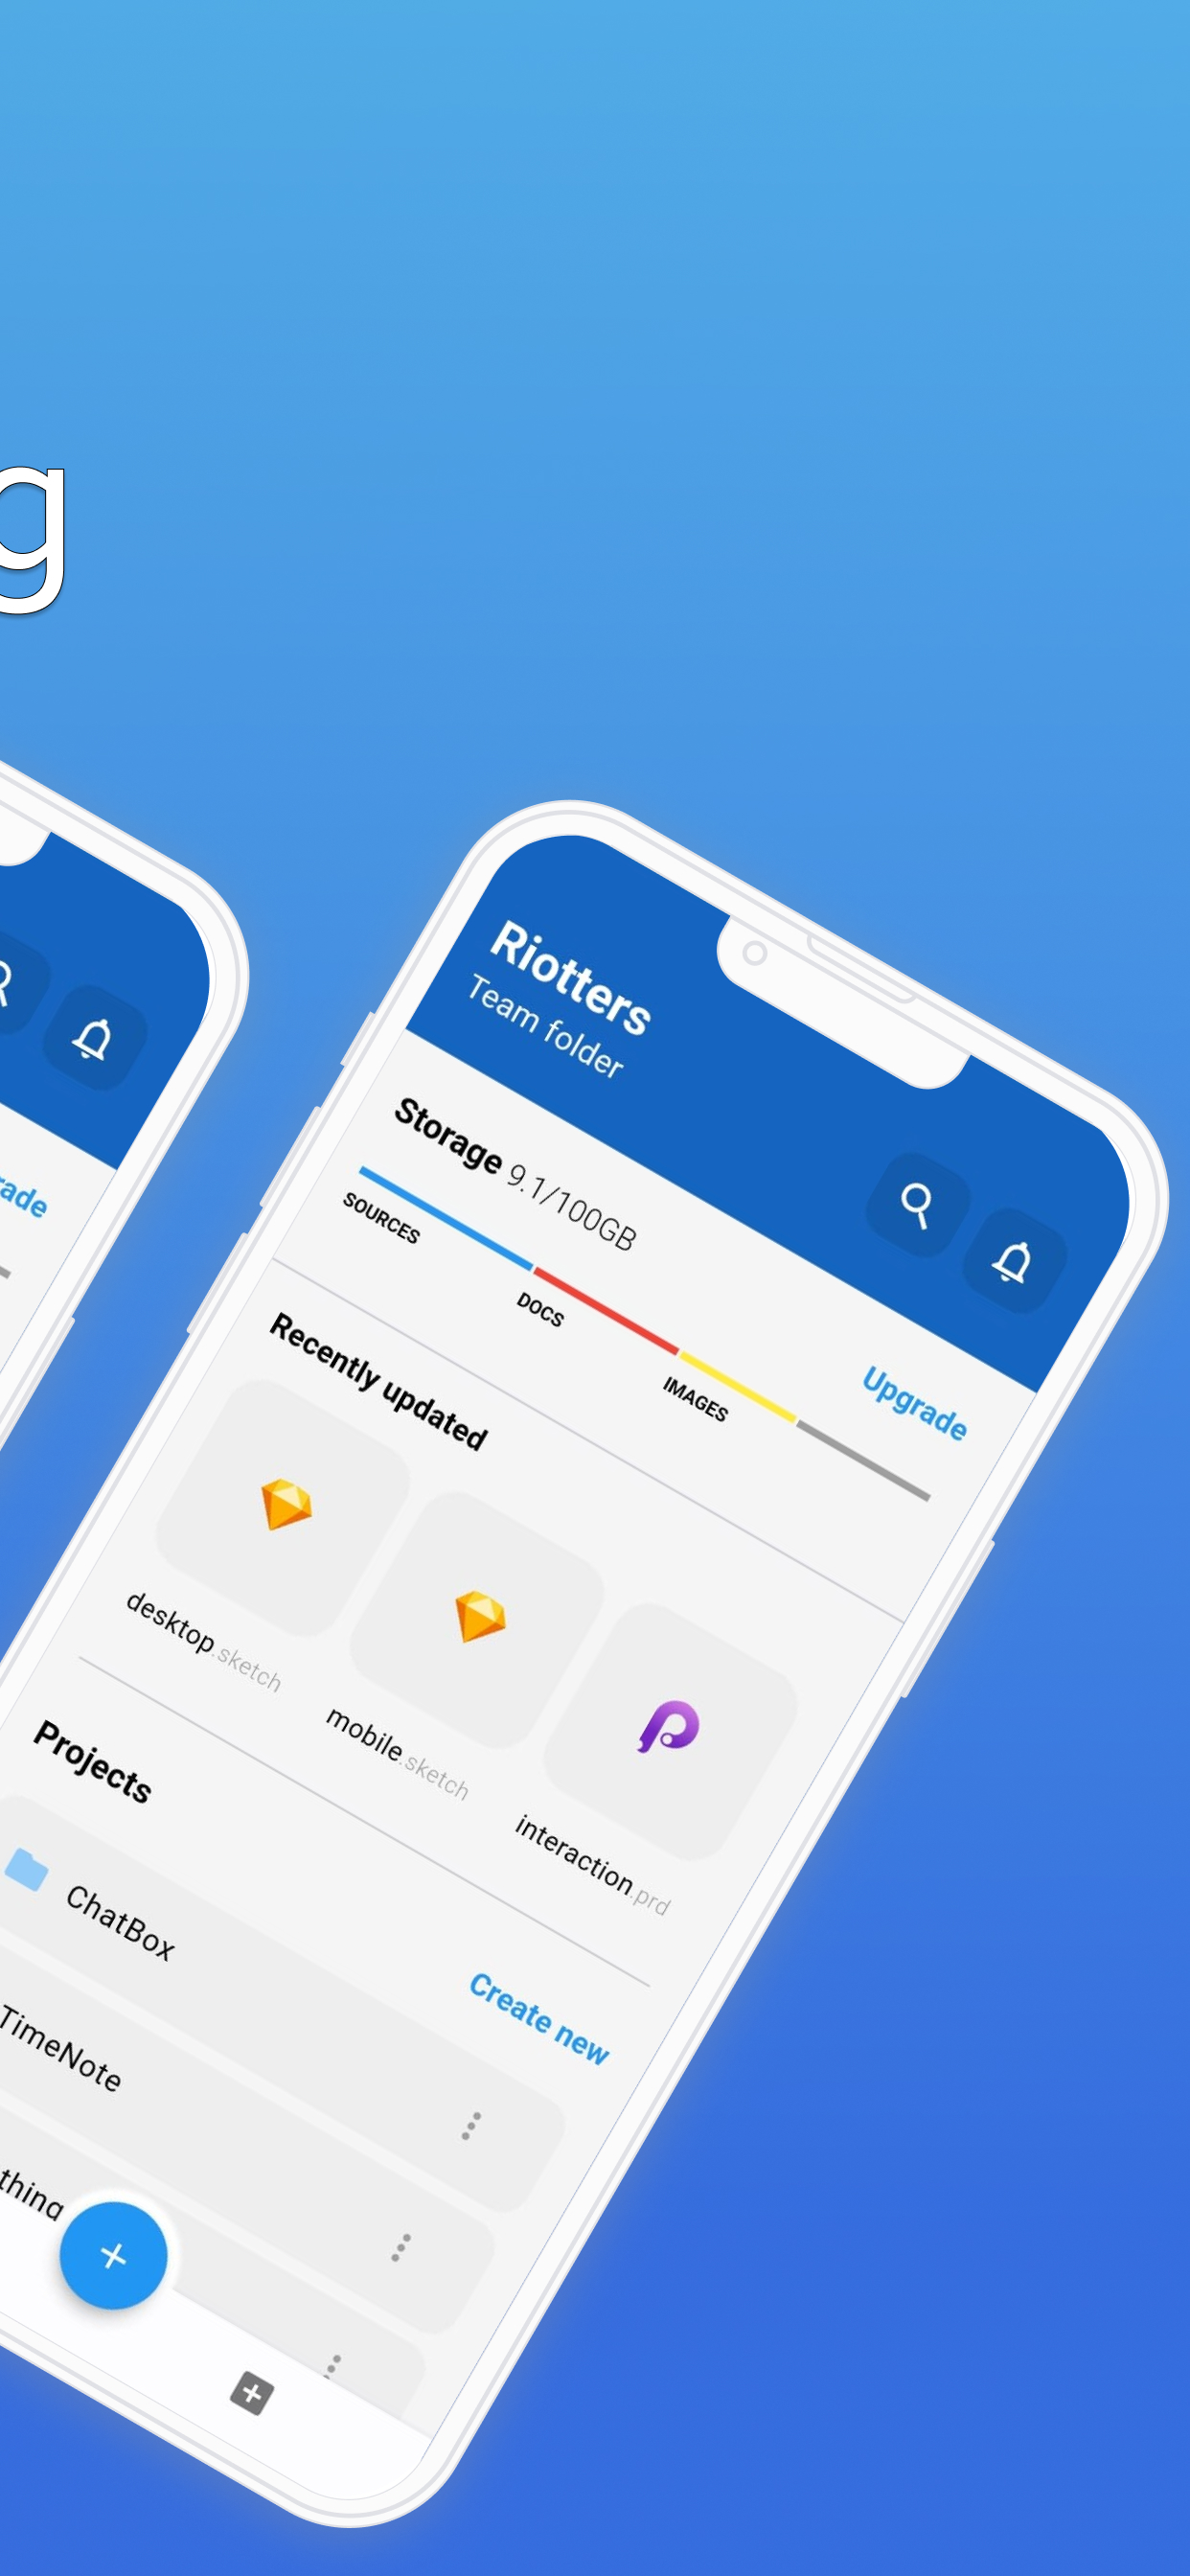 g
Riotters
Team folder
Storage 9.1/100GB
Upgrade
SOURCES
DOCS
IMAGES
Recently updated
desktop.sketch
mobile.sketch
interaction.prd
Projects
Create new
ChatBox
TimeNote
thing
rade